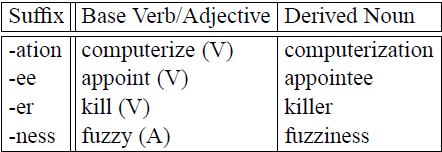 Suffix Base Verb/Adjective Derived Noun
-ation computerize (V) computerization
-ee appoint (V) appointee
-er kill (V) killer
-ness fuzzy (A) fuzziness